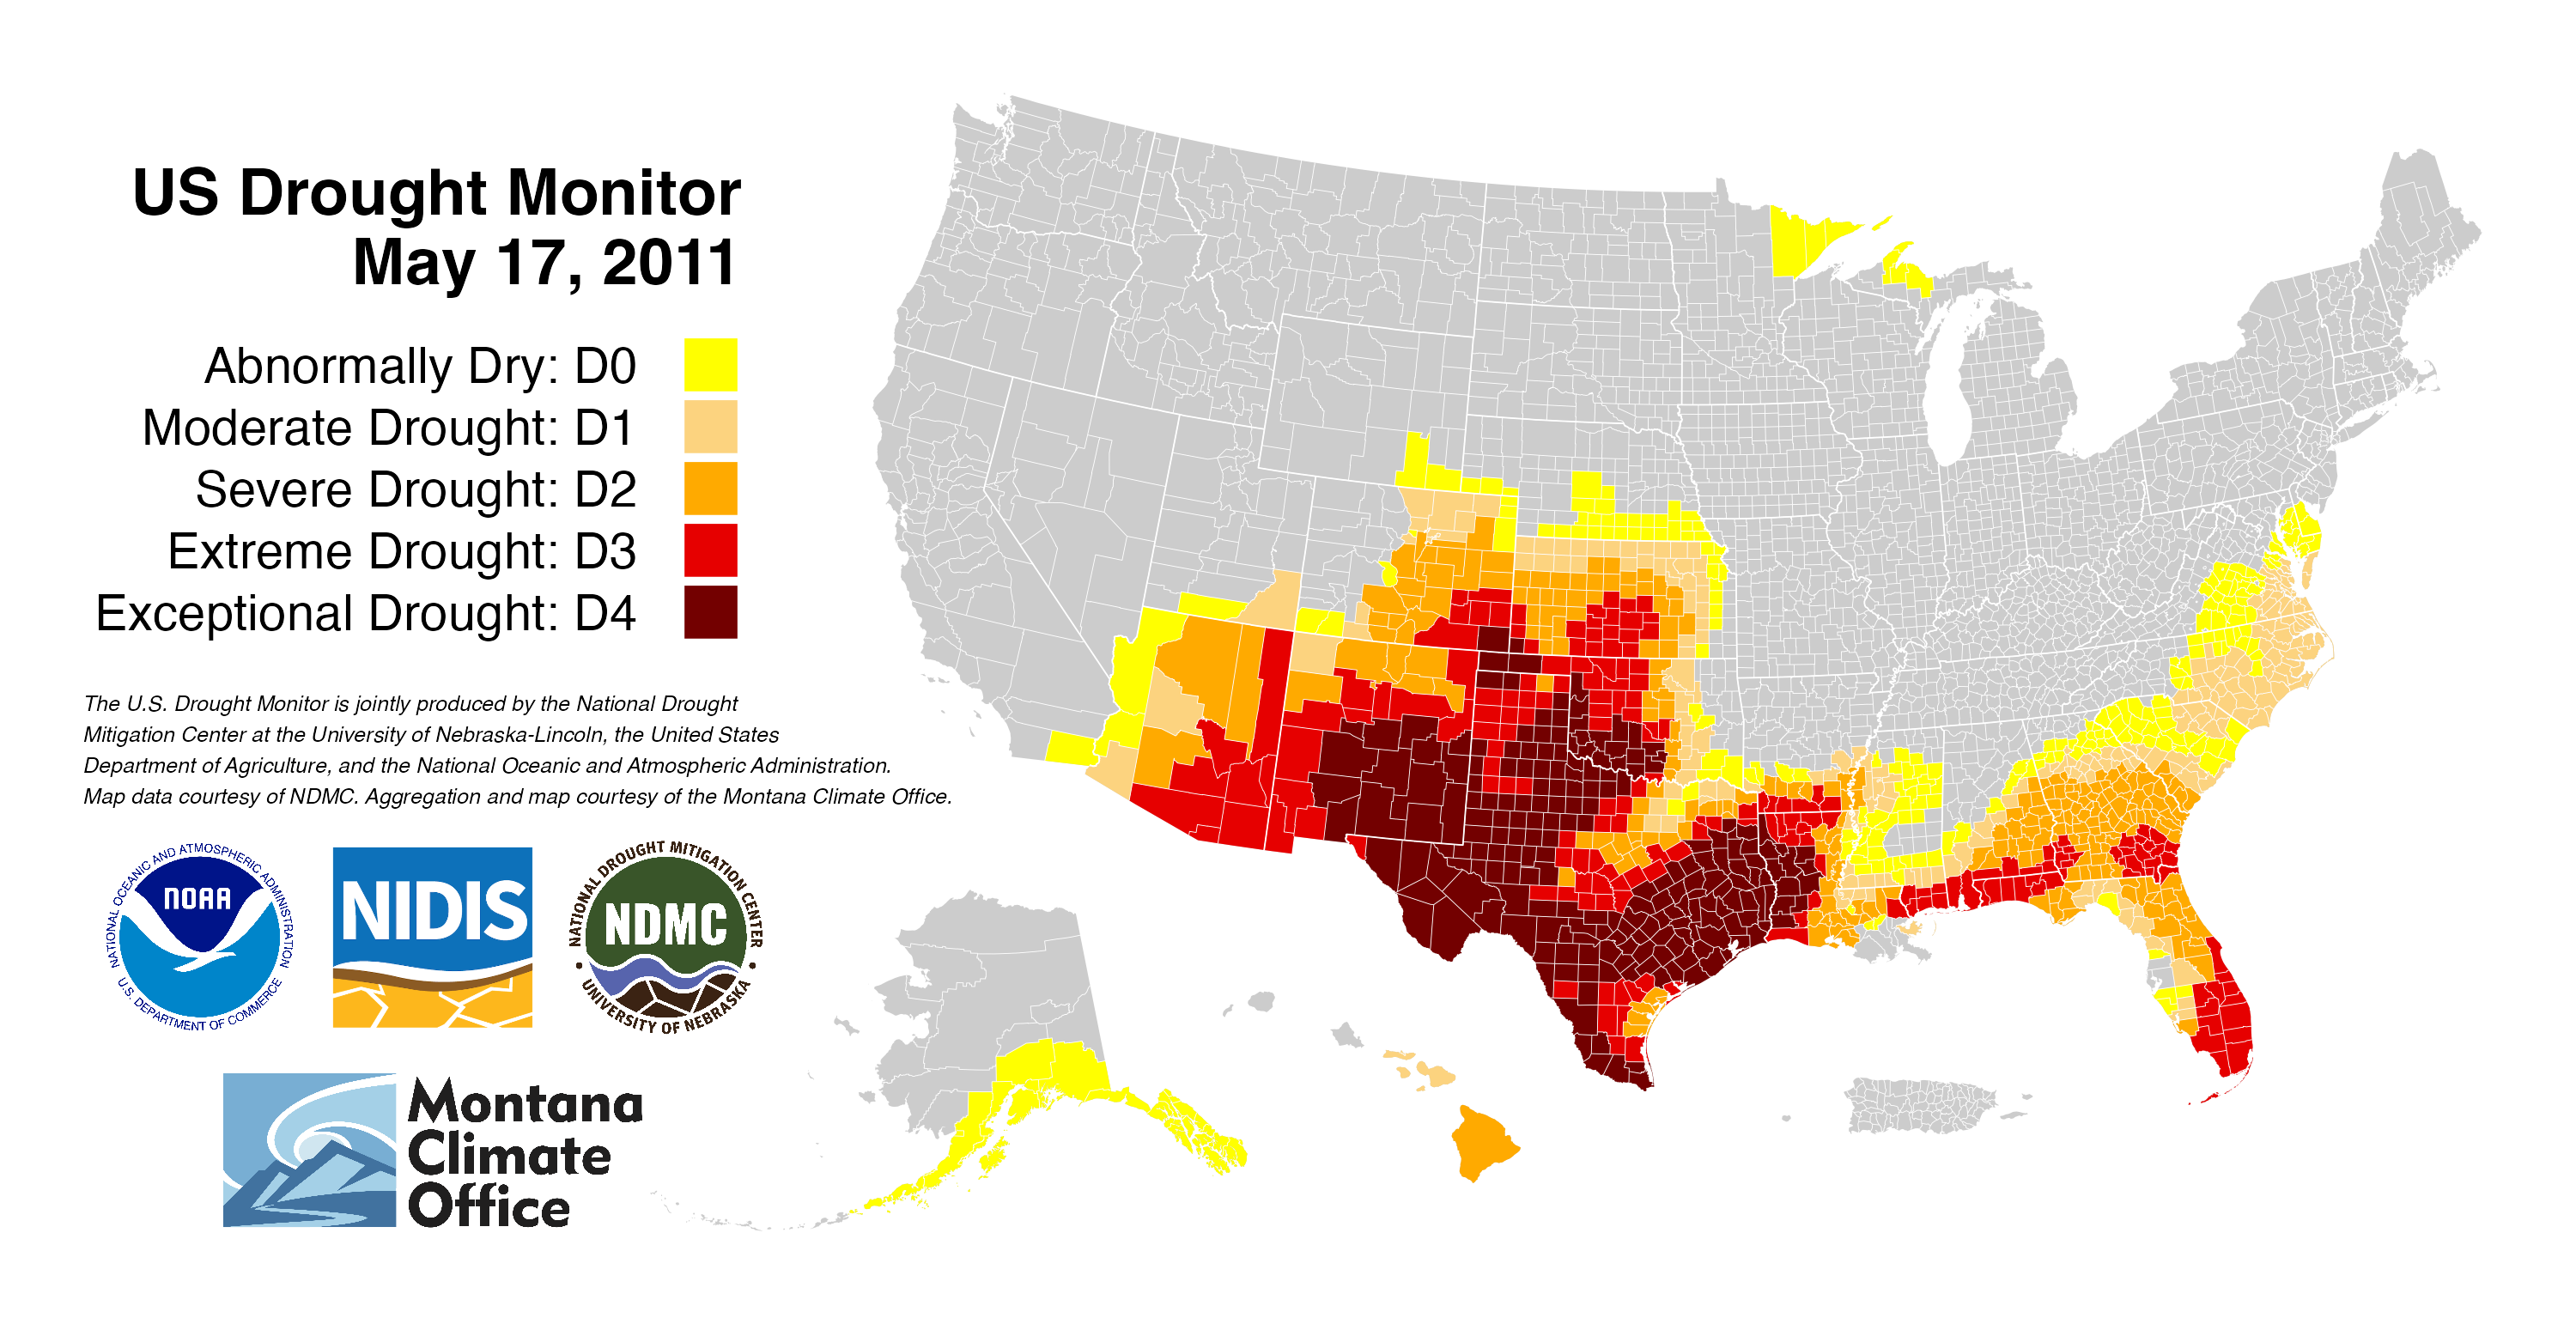 US Drought Monitor
May 17, 2011
Abnormally Dry: D0
Moderate Drought: D1
Severe Drought: D2
Extreme Drought: D3
Exceptional Drought: D4
The U.S. Drought Monitor is jointly produced by the National Drought
Mitigation Center at the University of Nebraska-Lincoln, the United States
Department of Agriculture, and the National Oceanic and Atmospheric Administration.
Map data courtesy of NDMC. Aggregation and map courtesy of the Montana Climate Office.
NATIONAL OCEANIC AND ATMOSPHERIC ADMINISTRATION
NOAA
U.S. DEPARTMENT OF COMMERCE
NIDIS
NATIONAL DROUGHT MITIGATION CENTER
NDMC
UNIVERSITY OF NEBRASKA
Montana
Climate
Office